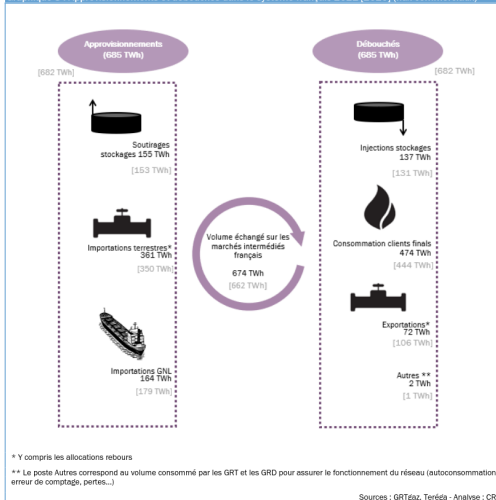 Approvisionnements
(685 TWh)
[682 TWh]
Soutirages
stockages 155 TWh
[153 TWh]
Importations terrestres*
361 TWh
[350 TWh]
Importations GNL
164 TWh
[179 TWh]
Volume échangé sur les
marchés intermédiés
français
674 TWh
[662 TWh]
Débouchés
(685 TWh)
[682 TWh]
Injections stockages
137 TWh
[131 TWh]
Consommation clients finals
474 TWh
[444 TWh]
Exportations*
72 TWh
[106 TWh]
Autres **
2 TWh
[1 TWh]
* Y compris les allocations rebours
** Le poste Autres correspond au volume consommé par les GRT et les GRD pour assurer le fonctionnement du réseau (autoconsommation
erreur de comptage, pertes...)
Sources : GRTgaz, Teréga - Analyse : CR